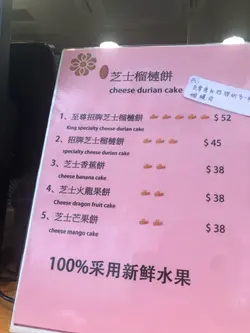 芝士榴槤餅
cheese durian cake
1、至尊招牌芝士榴槤餅 $ 52
King specialty cheese durian cake
2、招牌芝士榴槤餅 $ 45
specialty cheese durian cake
3、芝士香蕉餅 $ 38
cheese banana cake
4、芝士火龍果餅 $ 38
Cheese dragon fruit cake
5、芝士芒果餅 $ 38
cheese mango cake
100%采用新鮮水果